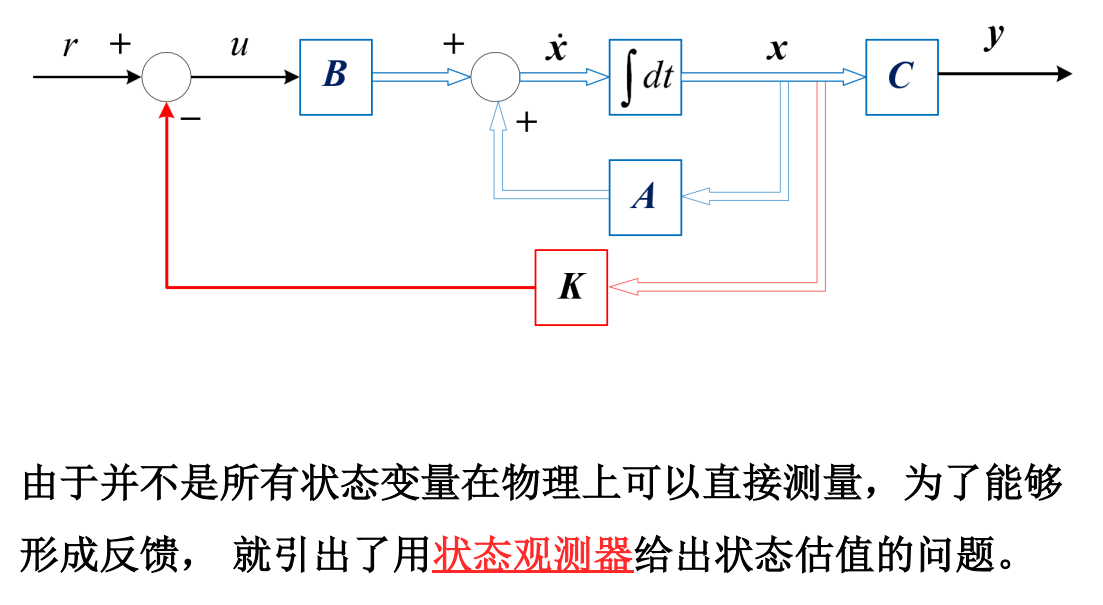 r + u B + ẋ ∫dt x C y
− +
A
K
由于并不是所有状态变量在物理上可以直接测量，为了能够
形成反馈， 就引出了用状态观测器给出状态估值的问题。